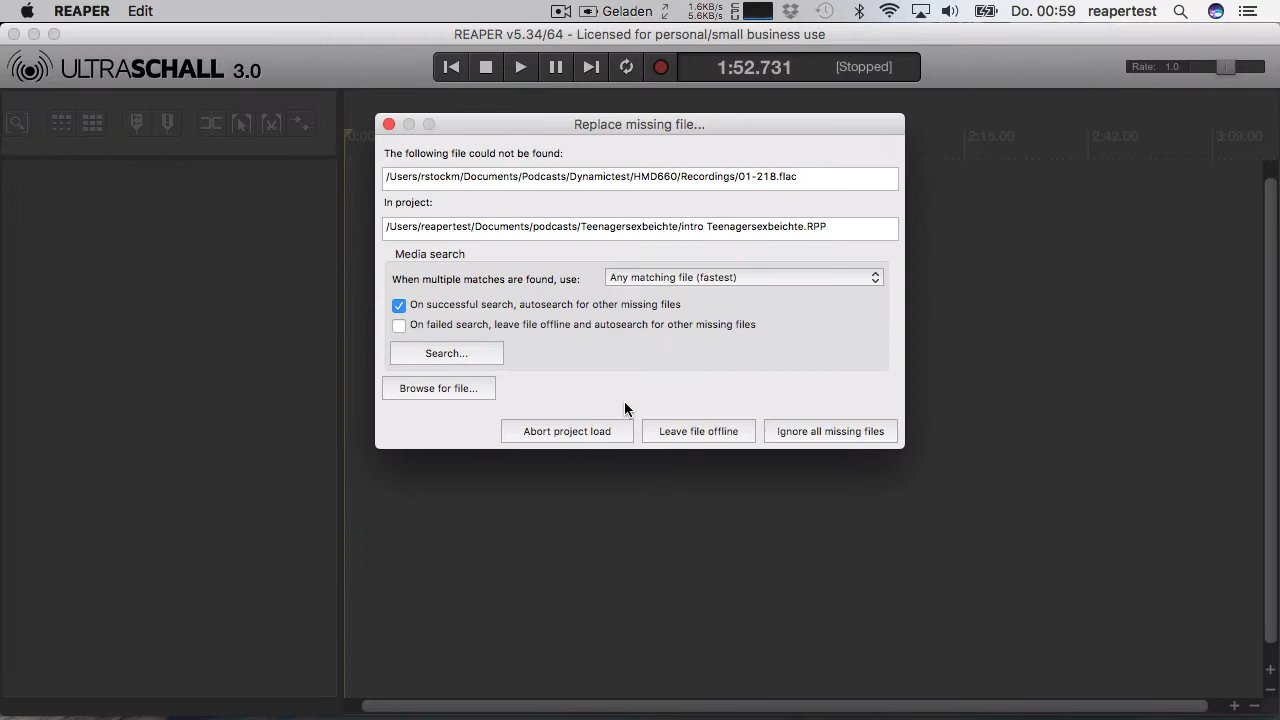 REAPER Edit
Geladen 1.6KB/s 5.6KB/s Do. 00:59 reapertest
REAPER v5.34/64 - Licensed for personal/small business use
ULTRASCHALL 3.0
1:52.731 [Stopped]
Rate: 1.0
Replace missing file...
2:15.00 2:42.00 3:09.00
The following file could not be found:
/Users/rstockm/Documents/Podcasts/Dynamictest/HMD660/Recordings/01-218.flac
In project:
/Users/reapertest/Documents/podcasts/Teenagersexbeichte/intro Teenagersexbeichte.RPP
Media search
When multiple matches are found, use: Any matching file (fastest)
On successful search, autosearch for other missing files
On failed search, leave file offline and autosearch for other missing files
Search...
Browse for file...
Abort project load Leave file offline Ignore all missing files